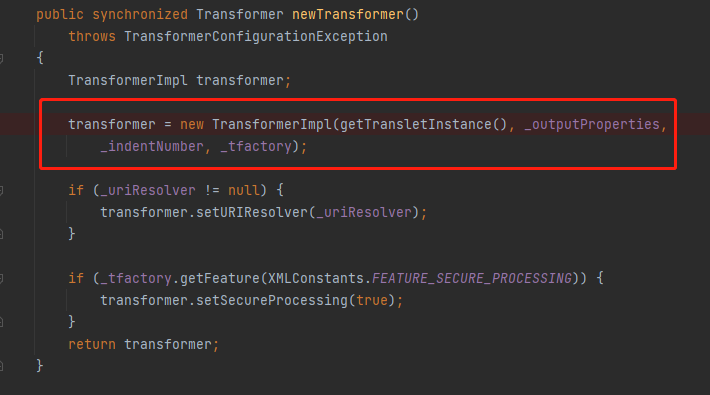 public synchronized Transformer newTransformer()
throws TransformerConfigurationException
{
TransformerImpl transformer;
transformer = new TransformerImpl(getTransletInstance(), _outputProperties,
_indentNumber, _tfactory);
if (_uriResolver != null) {
transformer.setURIResolver(_uriResolver);
}
if (_tfactory.getFeature(XMLConstants.FEATURE_SECURE_PROCESSING)) {
transformer.setSecureProcessing(true);
}
return transformer;
}